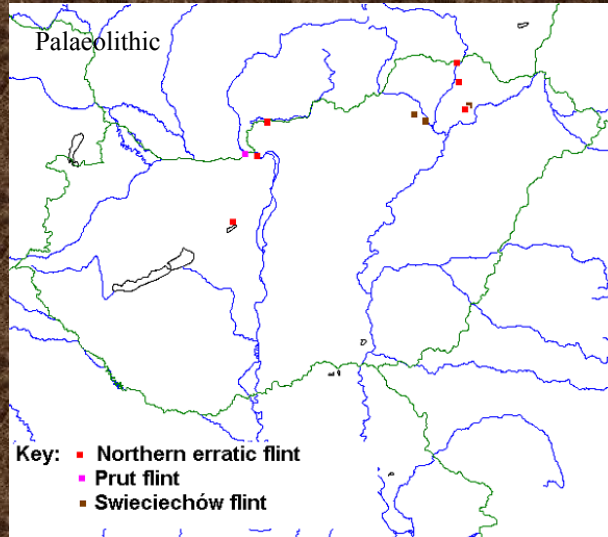 Palaeolithic
Key: Northern erratic flint
Prut flint
Swieciechów flint